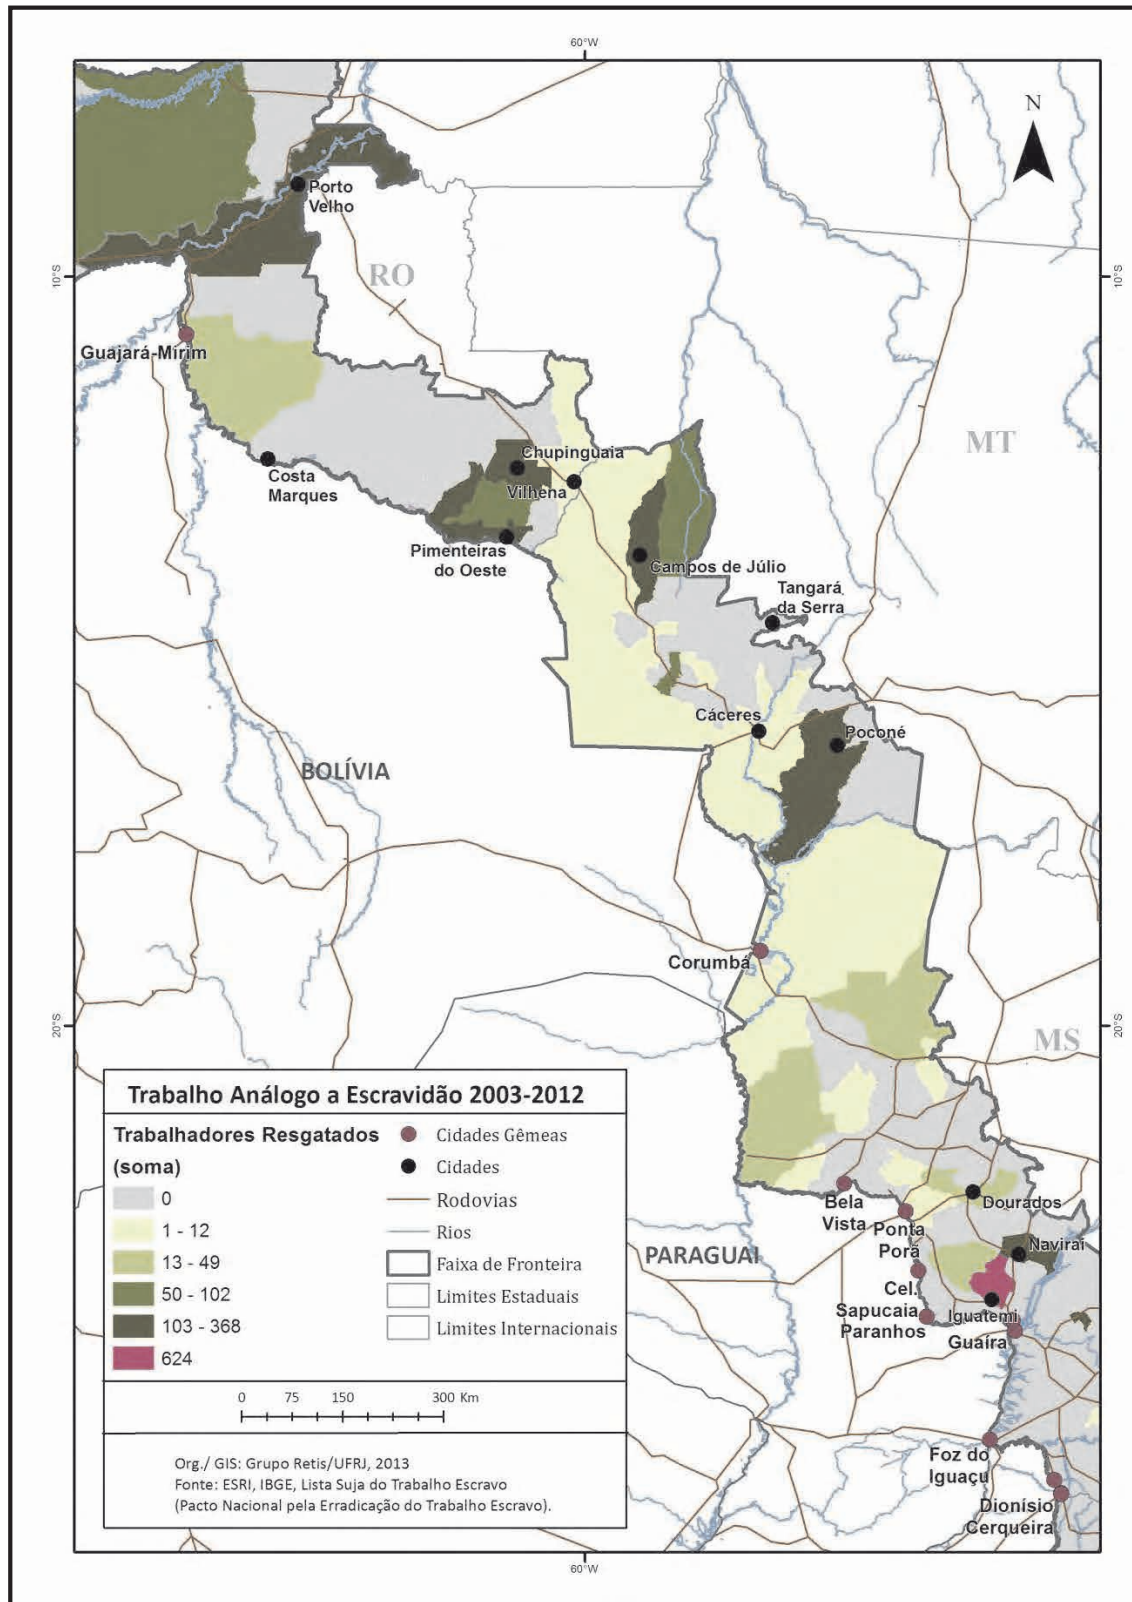 60°W
N
Porto
Velho
RO
10°S
10°S
Guajará-Mirim
MT
Chupinguaia
Costa
Marques
Vilhena
Pimenteiras
do Oeste
Campos de Júlio
Tangará
da Serra
Cáceres
Poconé
BOLÍVIA
Corumbá
20°S
20°S
MS
Bela
Vista
Dourados
Ponta
Porã
PARAGUAI
Naviraí
Cel.
Sapucaia
Paranhos
Iguatemi
Guaíra
Foz do
Iguaçu
Dionísio
Cerqueira
Trabalho Análogo a Escravidão 2003-2012
Trabalhadores Resgatados
(soma)
0
1 - 12
13 - 49
50 - 102
103 - 368
624
Cidades Gêmeas
Cidades
Rodovias
Rios
Faixa de Fronteira
Limites Estaduais
Limites Internacionais
0 75 150 300 Km
Org./ GIS: Grupo Retis/UFRJ, 2013
Fonte: ESRI, IBGE, Lista Suja do Trabalho Escravo
(Pacto Nacional pela Erradicação do Trabalho Escravo).
60°W